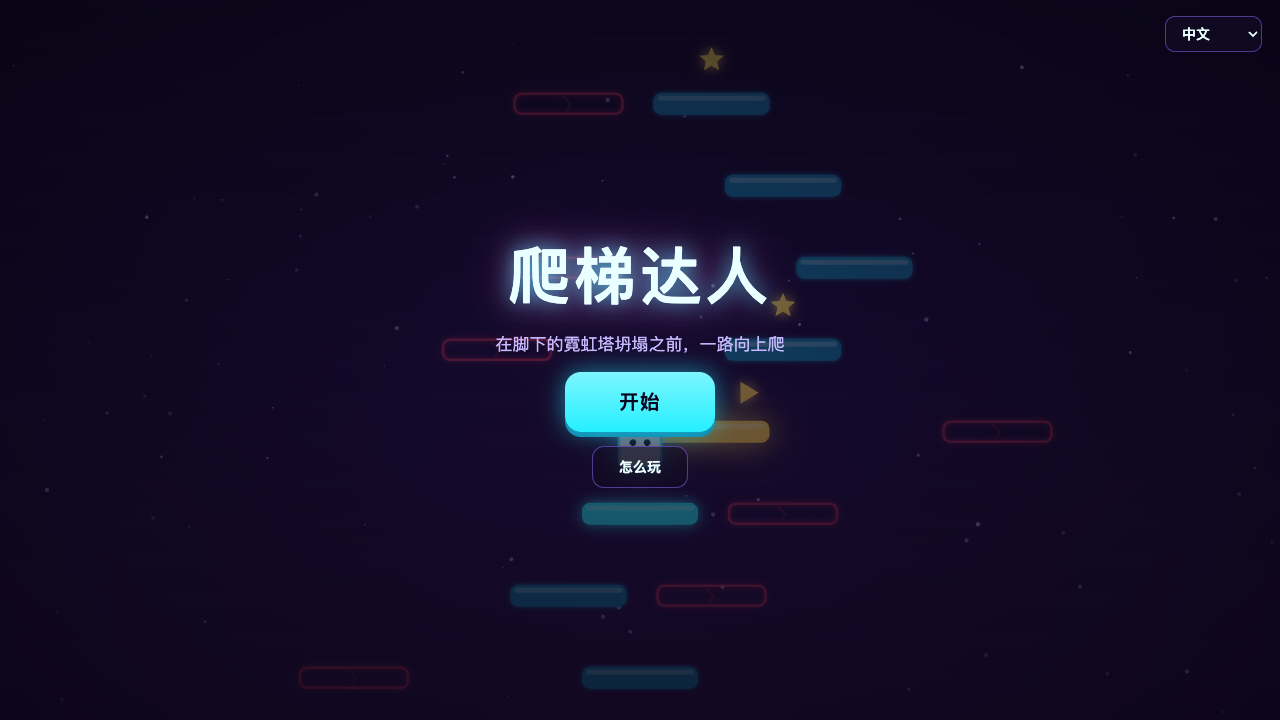 中文
爬梯达人
在脚下的霓虹塔坍塌之前，一路向上爬
开始
怎么玩